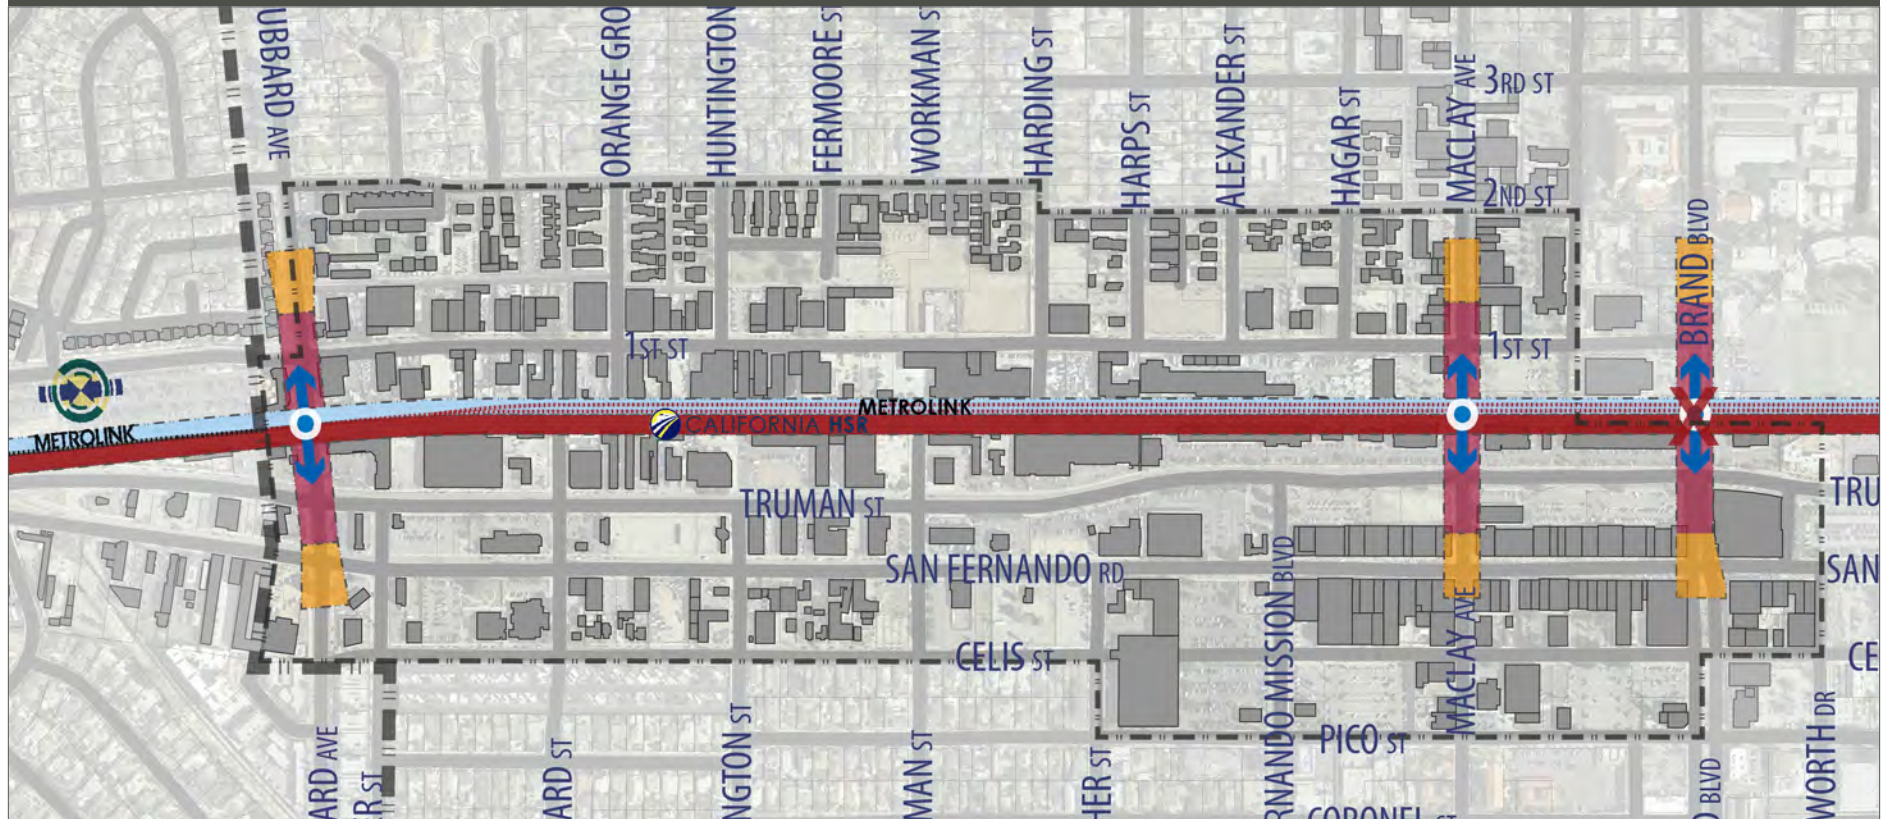 UBBARD AVE
ORANGE GRO
HUNTINGTON
FERMOORE ST
WORKMAN S
HARDING ST
HARPS ST
ALEXANDER ST
HAGAR ST
MACLAY AVE
3RD ST
2ND ST
BRAND BLVD
1ST ST
1ST ST
METROLINK
METROLINK
CALIFORNIA HSR
TRUMAN ST
TRU
SAN FERNANDO RD
SAN
CELIS ST
CE
RNANDO MISSION BLVD
MACLAY AVE
PICO ST
ARD AVE
R ST
ARD ST
NGTON ST
MAN ST
HER ST
CORONEL ST
D BLVD
WORTH DR